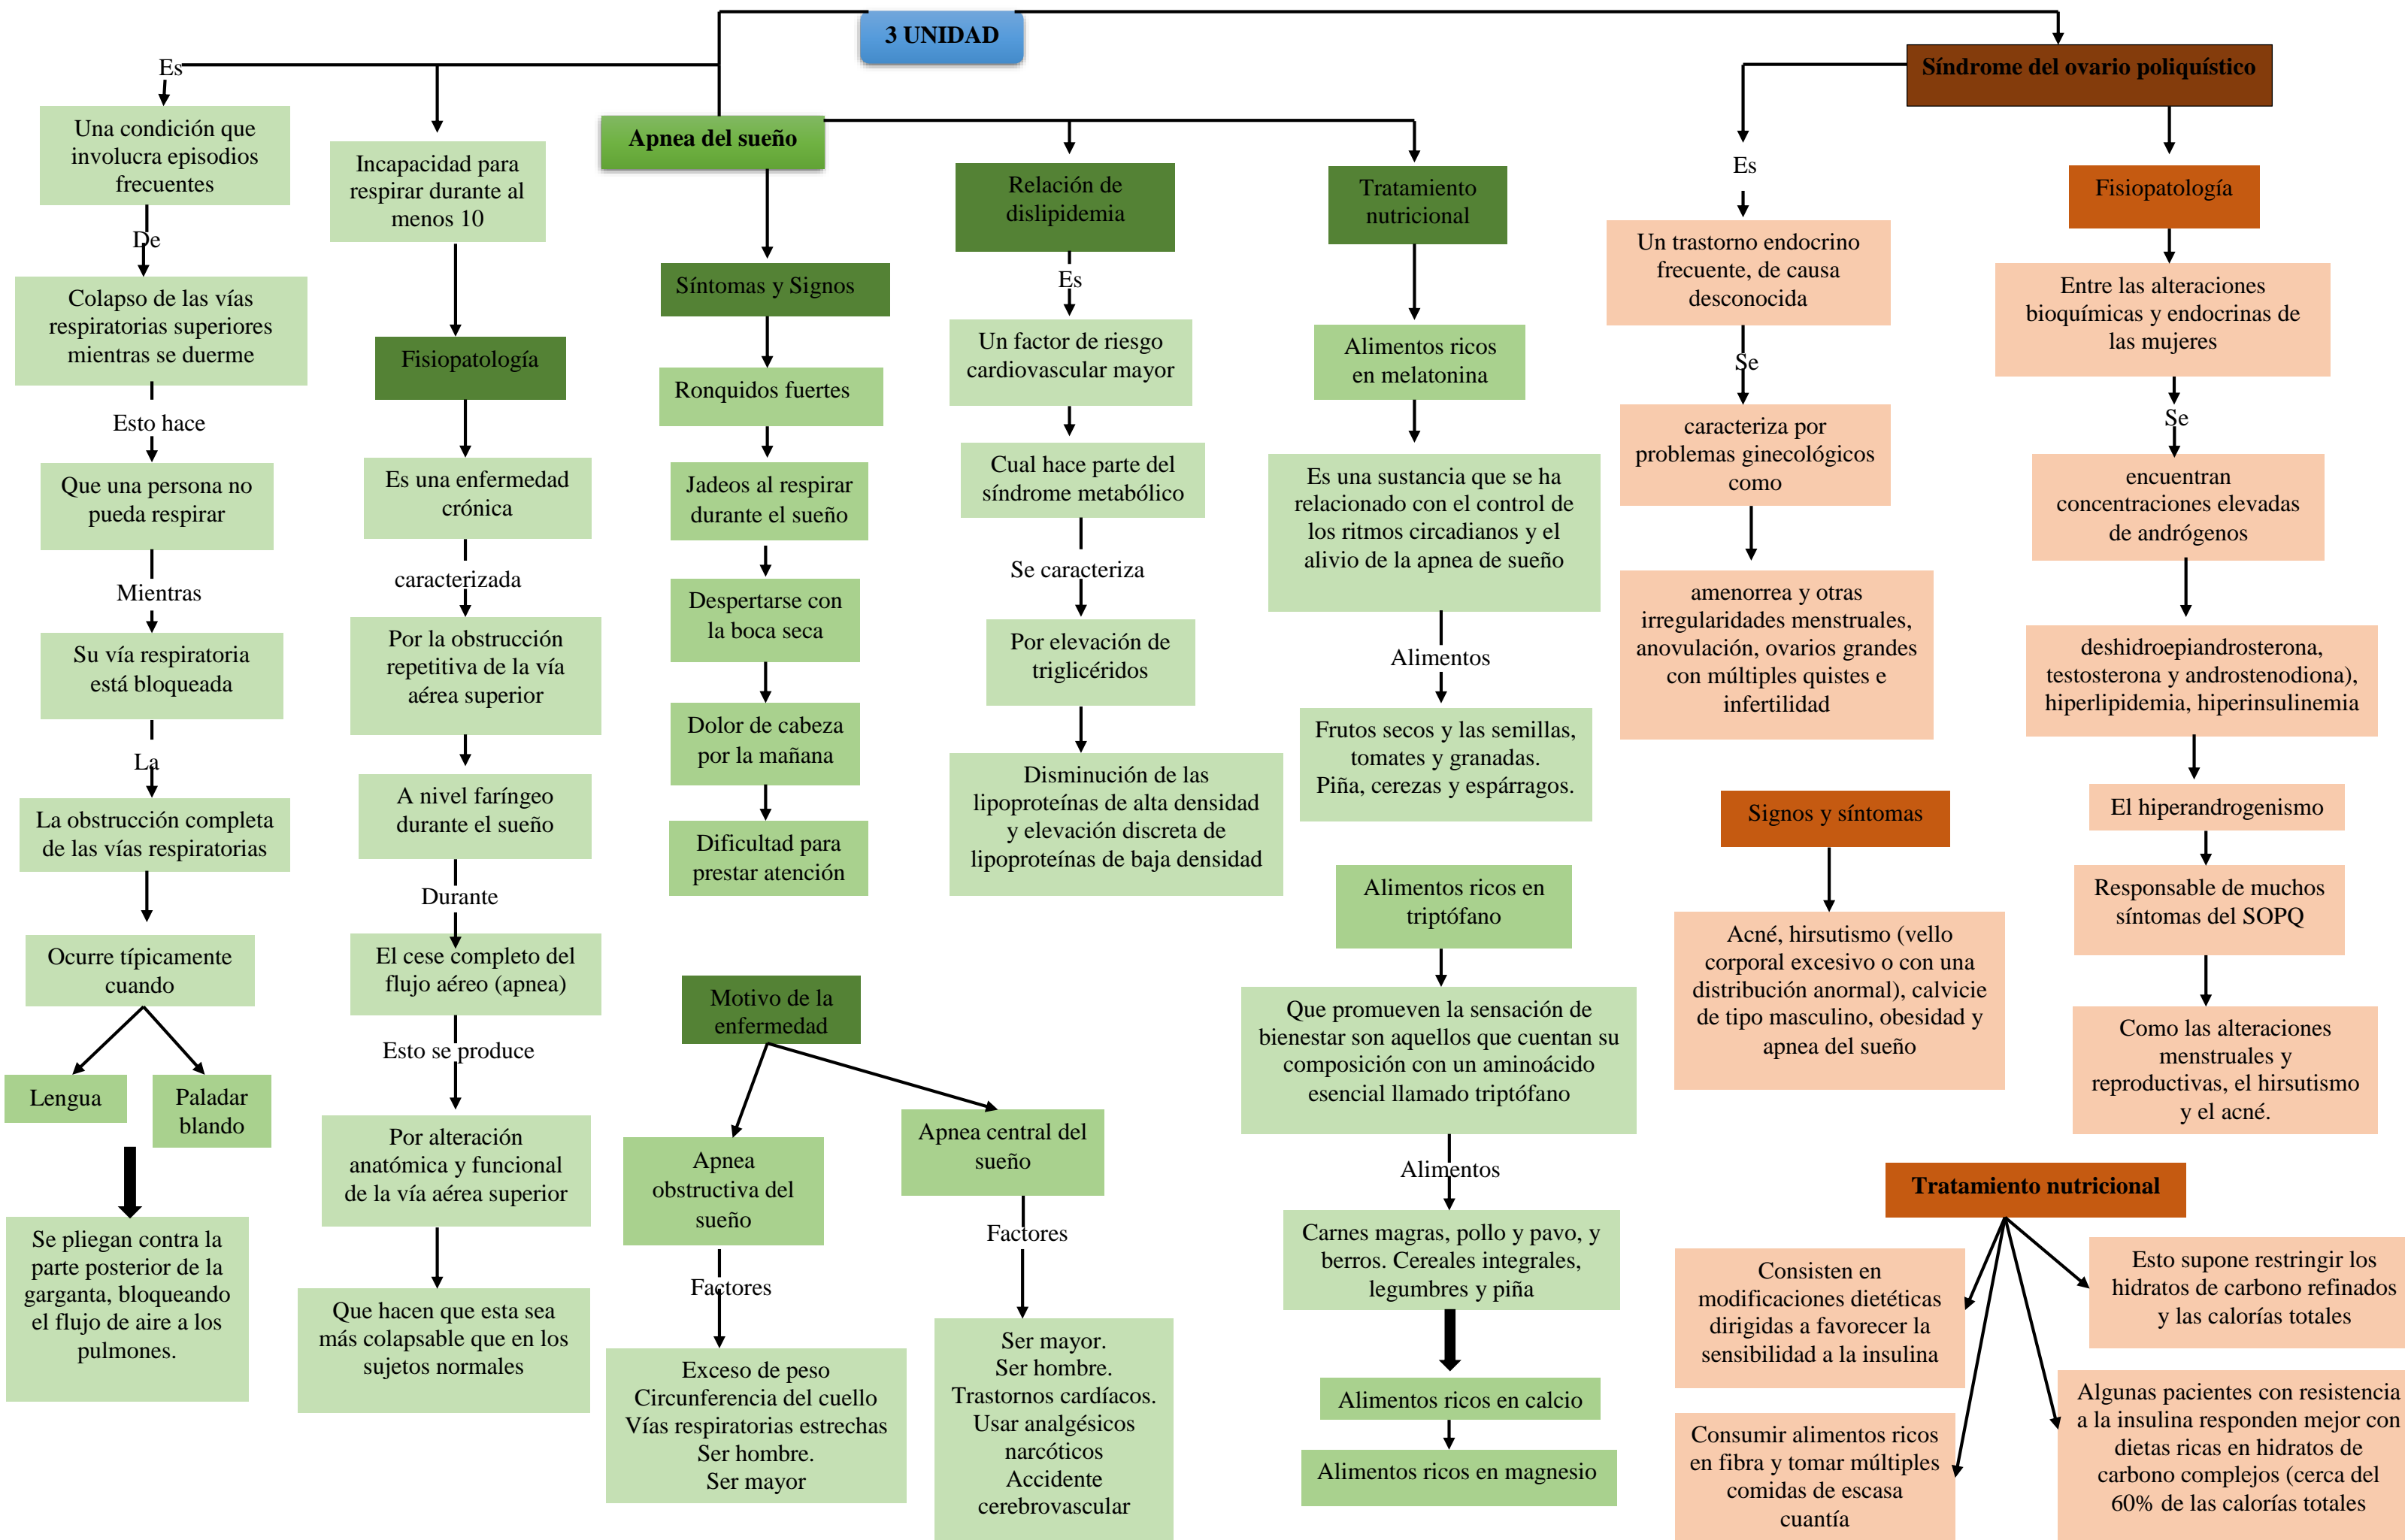 3 UNIDAD
Es
Una condición que
involucra episodios
frecuentes
De
Colapso de las vías
respiratorias superiores
mientras se duerme
Esto hace
Que una persona no
pueda respirar
Mientras
Su vía respiratoria
está bloqueada
La
La obstrucción completa
de las vías respiratorias
Ocurre típicamente
cuando
Lengua
Paladar
blando
Se pliegan contra la
parte posterior de la
garganta, bloqueando
el flujo de aire a los
pulmones.
Incapacidad para
respirar durante al
menos 10
Fisiopatología
Es una enfermedad
crónica
caracterizada
Por la obstrucción
repetitiva de la vía
aérea superior
A nivel faríngeo
durante el sueño
Durante
El cese completo del
flujo aéreo (apnea)
Esto se produce
Por alteración
anatómica y funcional
de la vía aérea superior
Que hacen que esta sea
más colapsable que en los
sujetos normales
Apnea del sueño
Síntomas y Signos
Ronquidos fuertes
Jadeos al respirar
durante el sueño
Despertarse con
la boca seca
Dolor de cabeza
por la mañana
Dificultad para
prestar atención
Motivo de la
enfermedad
Apnea
obstructiva del
sueño
Factores
Exceso de peso
Circunferencia del cuello
Vías respiratorias estrechas
Ser hombre.
Ser mayor
Apnea central del
sueño
Factores
Ser mayor.
Ser hombre.
Trastornos cardíacos.
Usar analgésicos
narcóticos
Accidente
cerebrovascular
Relación de
dislipidemia
Es
Un factor de riesgo
cardiovascular mayor
Cual hace parte del
síndrome metabólico
Se caracteriza
Por elevación de
triglicéridos
Disminución de las
lipoproteínas de alta densidad
y elevación discreta de
lipoproteínas de baja densidad
Tratamiento
nutricional
Alimentos ricos
en melatonina
Es una sustancia que se ha
relacionado con el control de
los ritmos circadianos y el
alivio de la apnea de sueño
Alimentos
Frutos secos y las semillas,
tomates y granadas.
Piña, cerezas y espárragos.
Alimentos ricos en
triptófano
Que promueven la sensación de
bienestar son aquellos que cuentan su
composición con un aminoácido
esencial llamado triptófano
Alimentos
Carnes magras, pollo y pavo, y
berros. Cereales integrales,
legumbres y piña
Alimentos ricos en calcio
Alimentos ricos en magnesio
Síndrome del ovario poliquístico
Es
Un trastorno endocrino
frecuente, de causa
desconocida
Se
caracteriza por
problemas ginecológicos
como
amenorrea y otras
irregularidades menstruales,
anovulación, ovarios grandes
con múltiples quistes e
infertilidad
Signos y síntomas
Acné, hirsutismo (vello
corporal excesivo o con una
distribución anormal), calvicie
de tipo masculino, obesidad y
apnea del sueño
Fisiopatología
Entre las alteraciones
bioquímicas y endocrinas de
las mujeres
Se
encuentran
concentraciones elevadas
de andrógenos
deshidroepiandrosterona,
testosterona y androstenodiona),
hiperlipidemia, hiperinsulinemia
El hiperandrogenismo
Responsable de muchos
síntomas del SOPQ
Como las alteraciones
menstruales y
reproductivas, el hirsutismo
y el acné.
Tratamiento nutricional
Consisten en
modificaciones dietéticas
dirigidas a favorecer la
sensibilidad a la insulina
Esto supone restringir los
hidratos de carbono refinados
y las calorías totales
Consumir alimentos ricos
en fibra y tomar múltiples
comidas de escasa
cuantía
Algunas pacientes con resistencia
a la insulina responden mejor con
dietas ricas en hidratos de
carbono complejos (cerca del
60% de las calorías totales